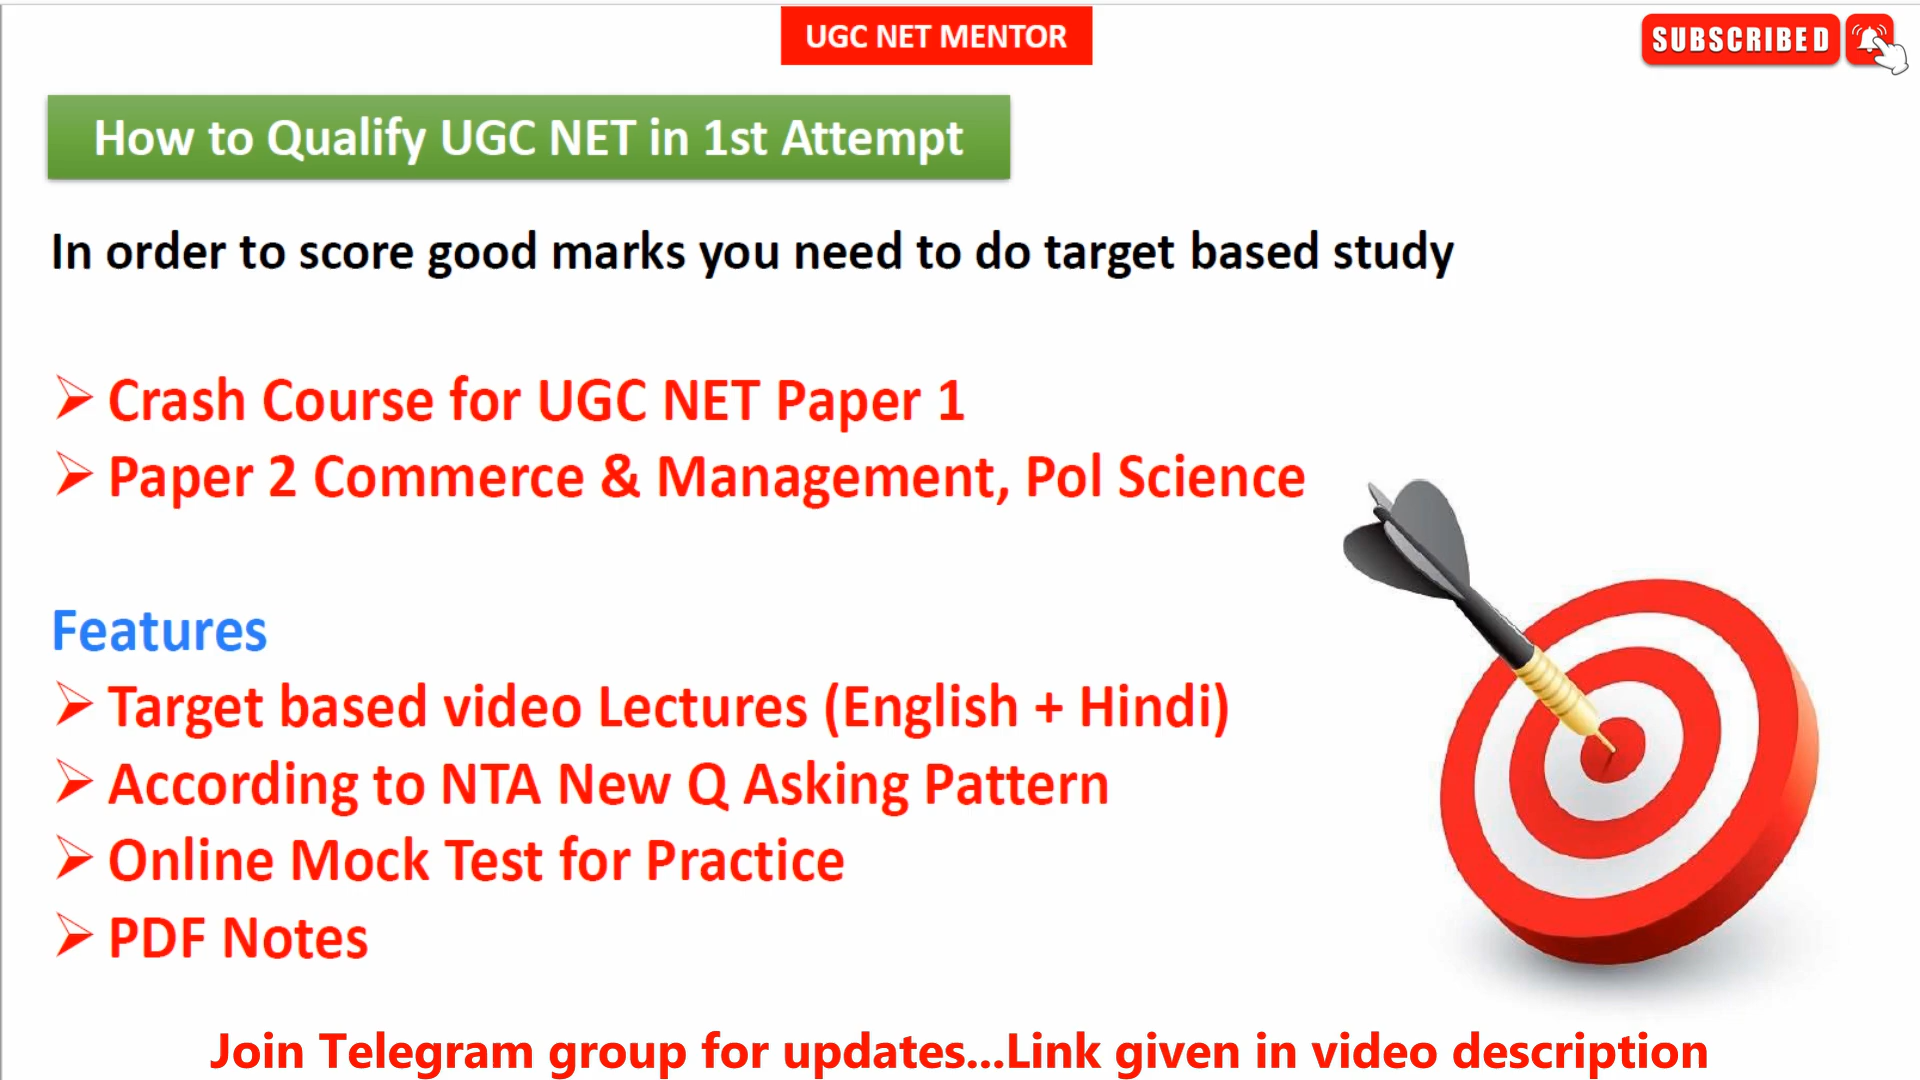 UGC NET MENTOR
SUBSCRIBED
How to Qualify UGC NET in 1st Attempt
In order to score good marks you need to do target based study
➢ Crash Course for UGC NET Paper 1
➢ Paper 2 Commerce & Management, Pol Science
Features
➢ Target based video Lectures (English + Hindi)
➢ According to NTA New Q Asking Pattern
➢ Online Mock Test for Practice
➢ PDF Notes
Join Telegram group for updates...Link given in video description